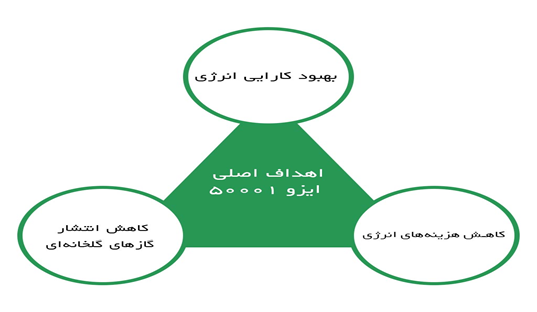 بهبود کارایی انرژی
اهداف اصلی
ایزو ۵۰۰۰۱
کاهش هزینه‌های انرژی
کاهش انتشار
گازهای گلخانه‌ای